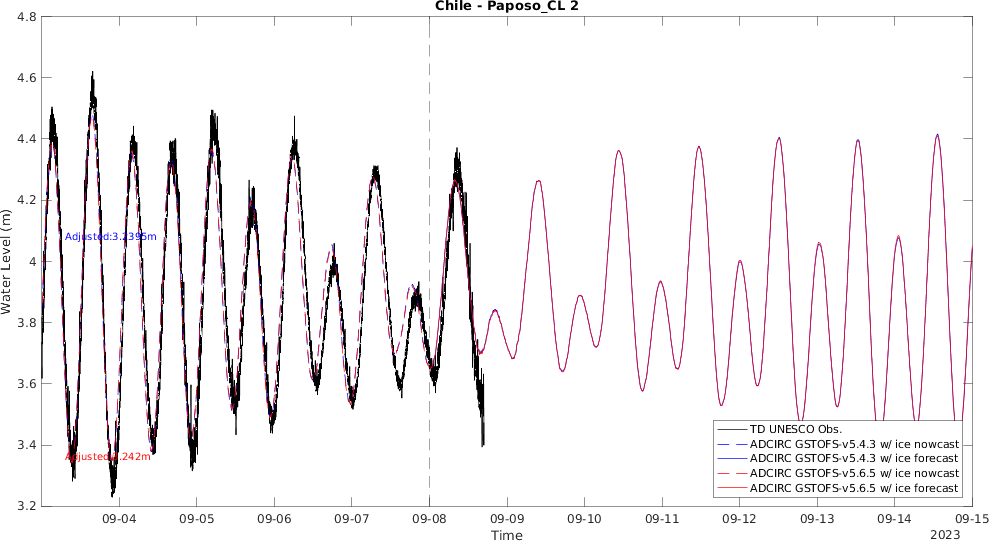 Chile - Paposo_CL 2
4.8
4.6
4.4
4.2
4
3.8
3.6
3.4
3.2
Water Level (m)
Adjusted:3.2395m
Adjusted:3.242m
TD UNESCO Obs.
ADCIRC GSTOFS-v5.4.3 w/ ice nowcast
ADCIRC GSTOFS-v5.4.3 w/ ice forecast
ADCIRC GSTOFS-v5.6.5 w/ ice nowcast
ADCIRC GSTOFS-v5.6.5 w/ ice forecast
09-04 09-05 09-06 09-07 09-08 09-09 09-10 09-11 09-12 09-13 09-14 09-15
Time
2023